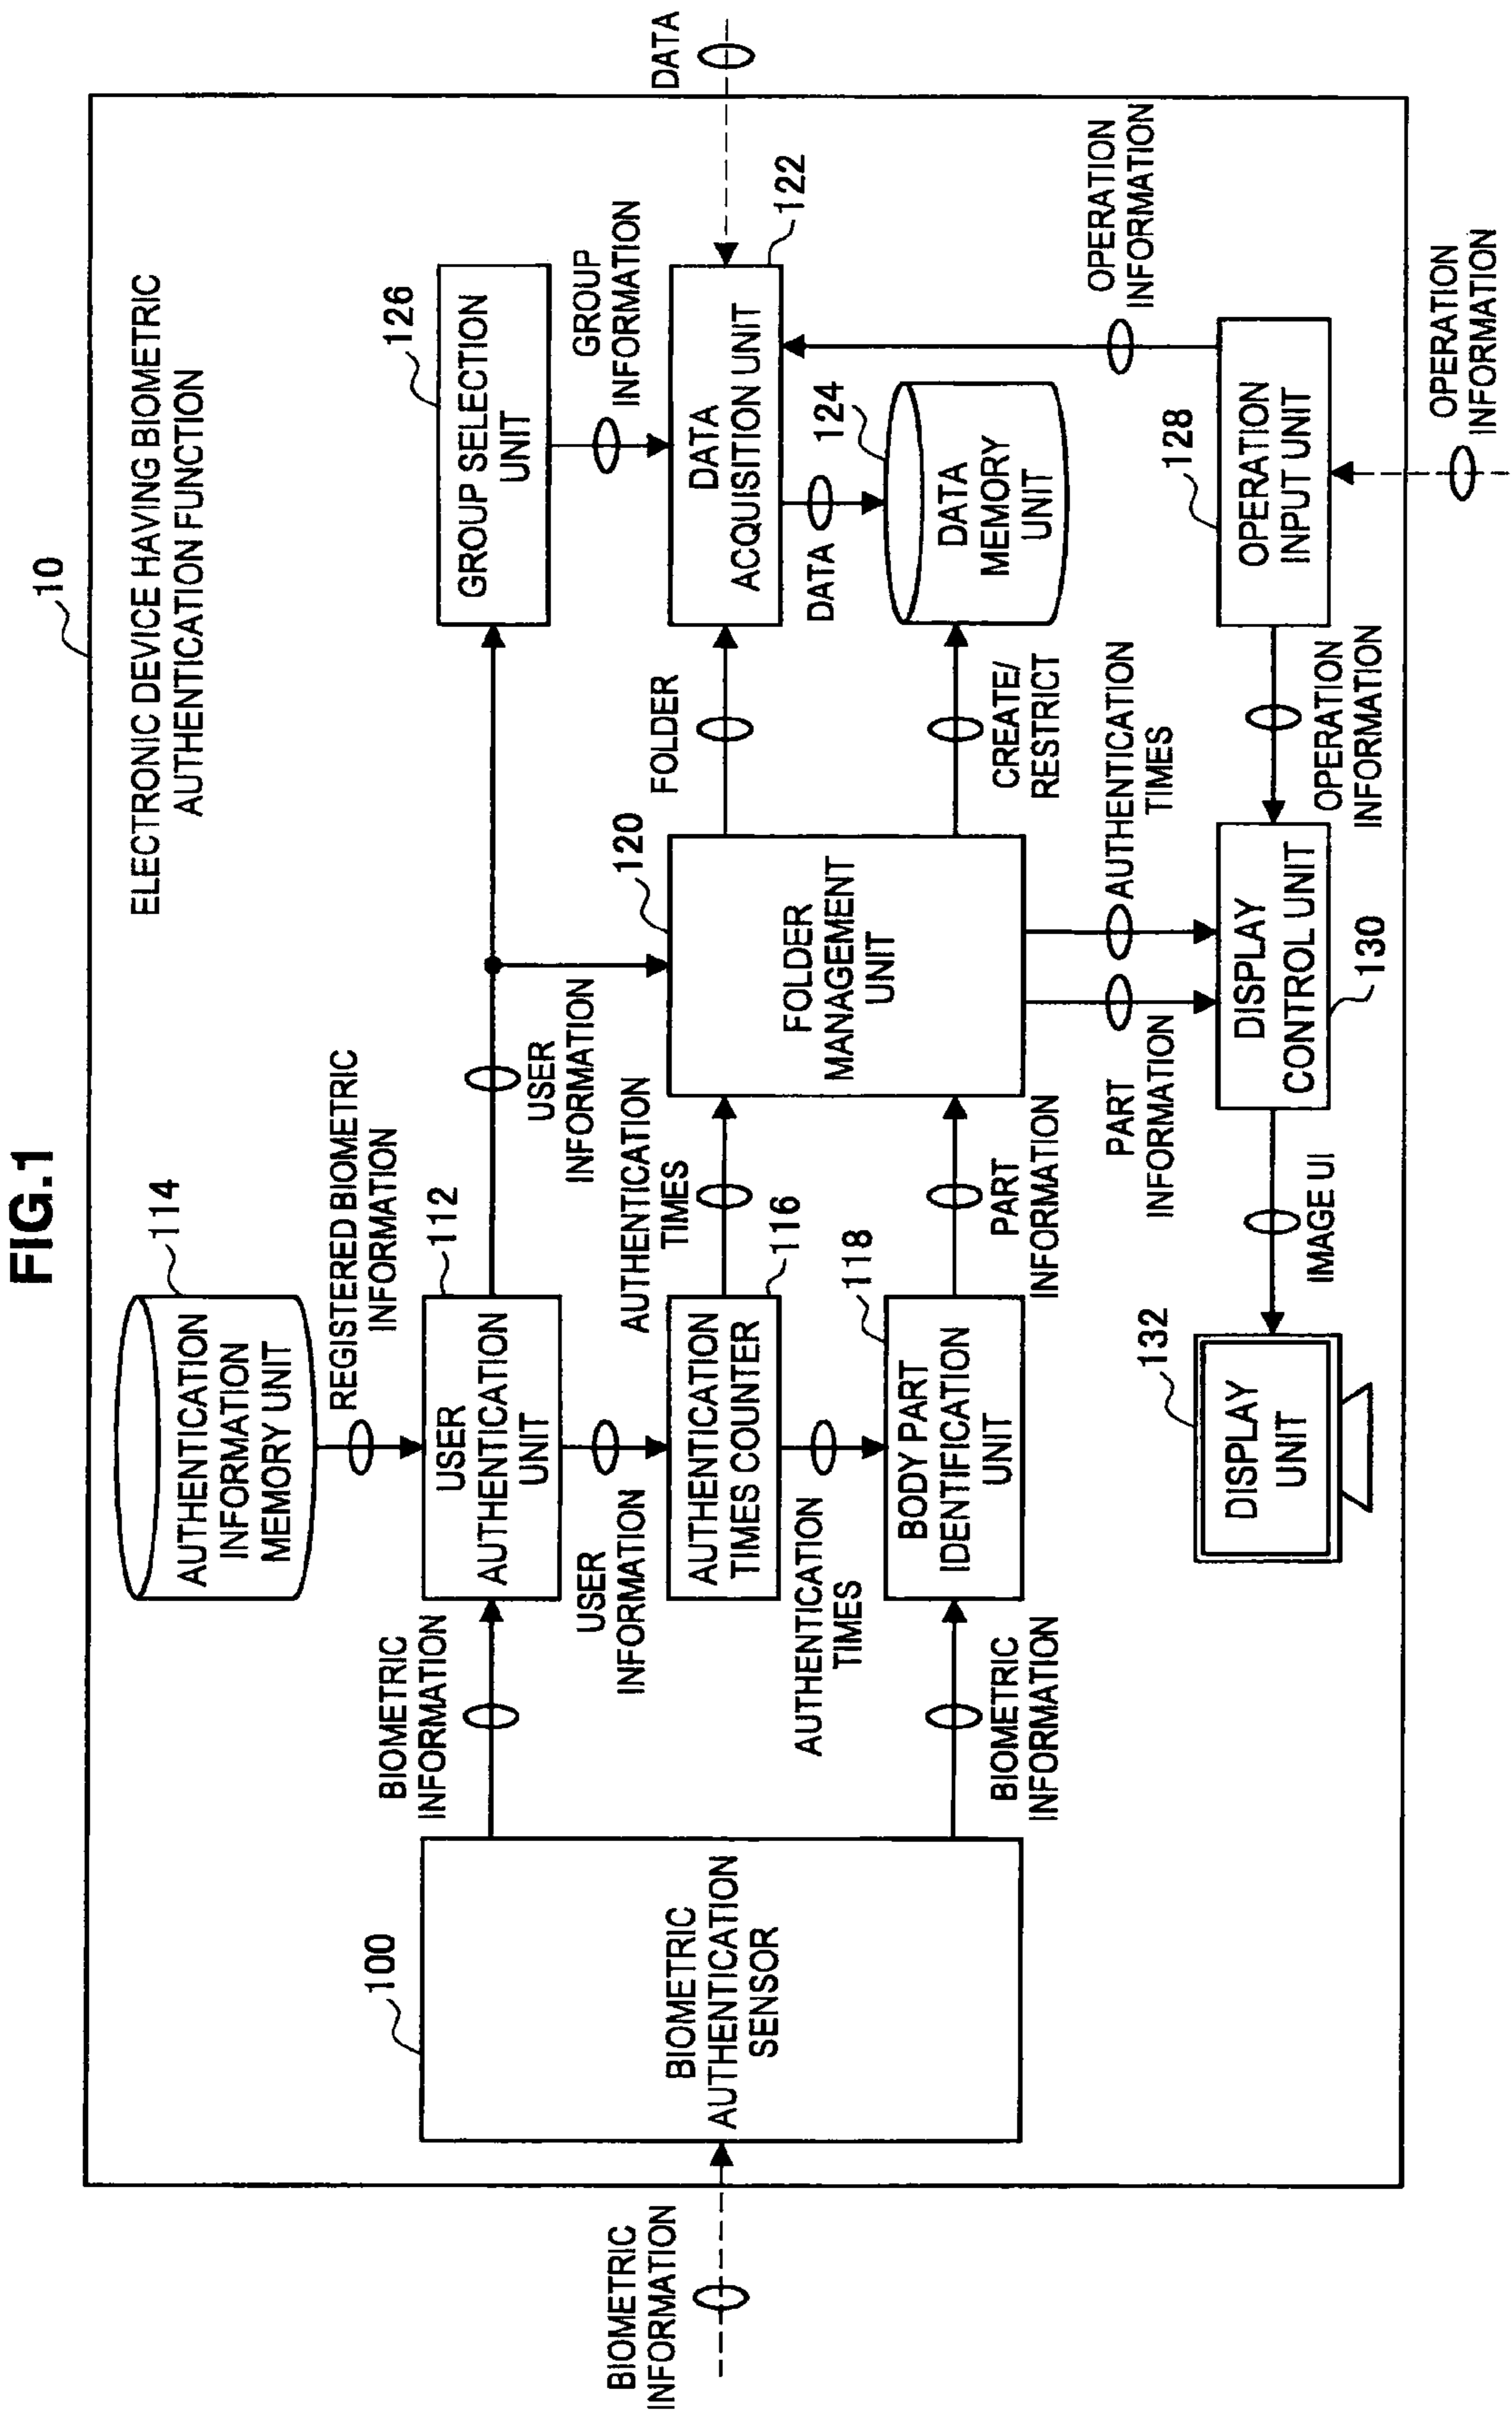 FIG.1
10
ELECTRONIC DEVICE HAVING BIOMETRIC
AUTHENTICATION FUNCTION
114
AUTHENTICATION
INFORMATION
MEMORY UNIT
REGISTERED BIOMETRIC
INFORMATION
126
GROUP SELECTION
UNIT
112
USER
AUTHENTICATION
UNIT
BIOMETRIC
INFORMATION
USER
INFORMATION
GROUP
INFORMATION
USER
INFORMATION
100
BIOMETRIC
AUTHENTICATION
SENSOR
BIOMETRIC
INFORMATION
AUTHENTICATION
TIMES
116
AUTHENTICATION
TIMES COUNTER
120
FOLDER
MANAGEMENT
UNIT
FOLDER
DATA
122
DATA
ACQUISITION UNIT
AUTHENTICATION
TIMES
118
BODY PART
IDENTIFICATION
UNIT
BIOMETRIC
INFORMATION
PART
INFORMATION
CREATE/
RESTRICT
DATA
124
DATA
MEMORY
UNIT
OPERATION
INFORMATION
PART
INFORMATION
AUTHENTICATION
TIMES
132
DISPLAY
UNIT
IMAGE UI
DISPLAY
CONTROL UNIT
130
OPERATION
INFORMATION
128
OPERATION
INPUT UNIT
OPERATION
INFORMATION